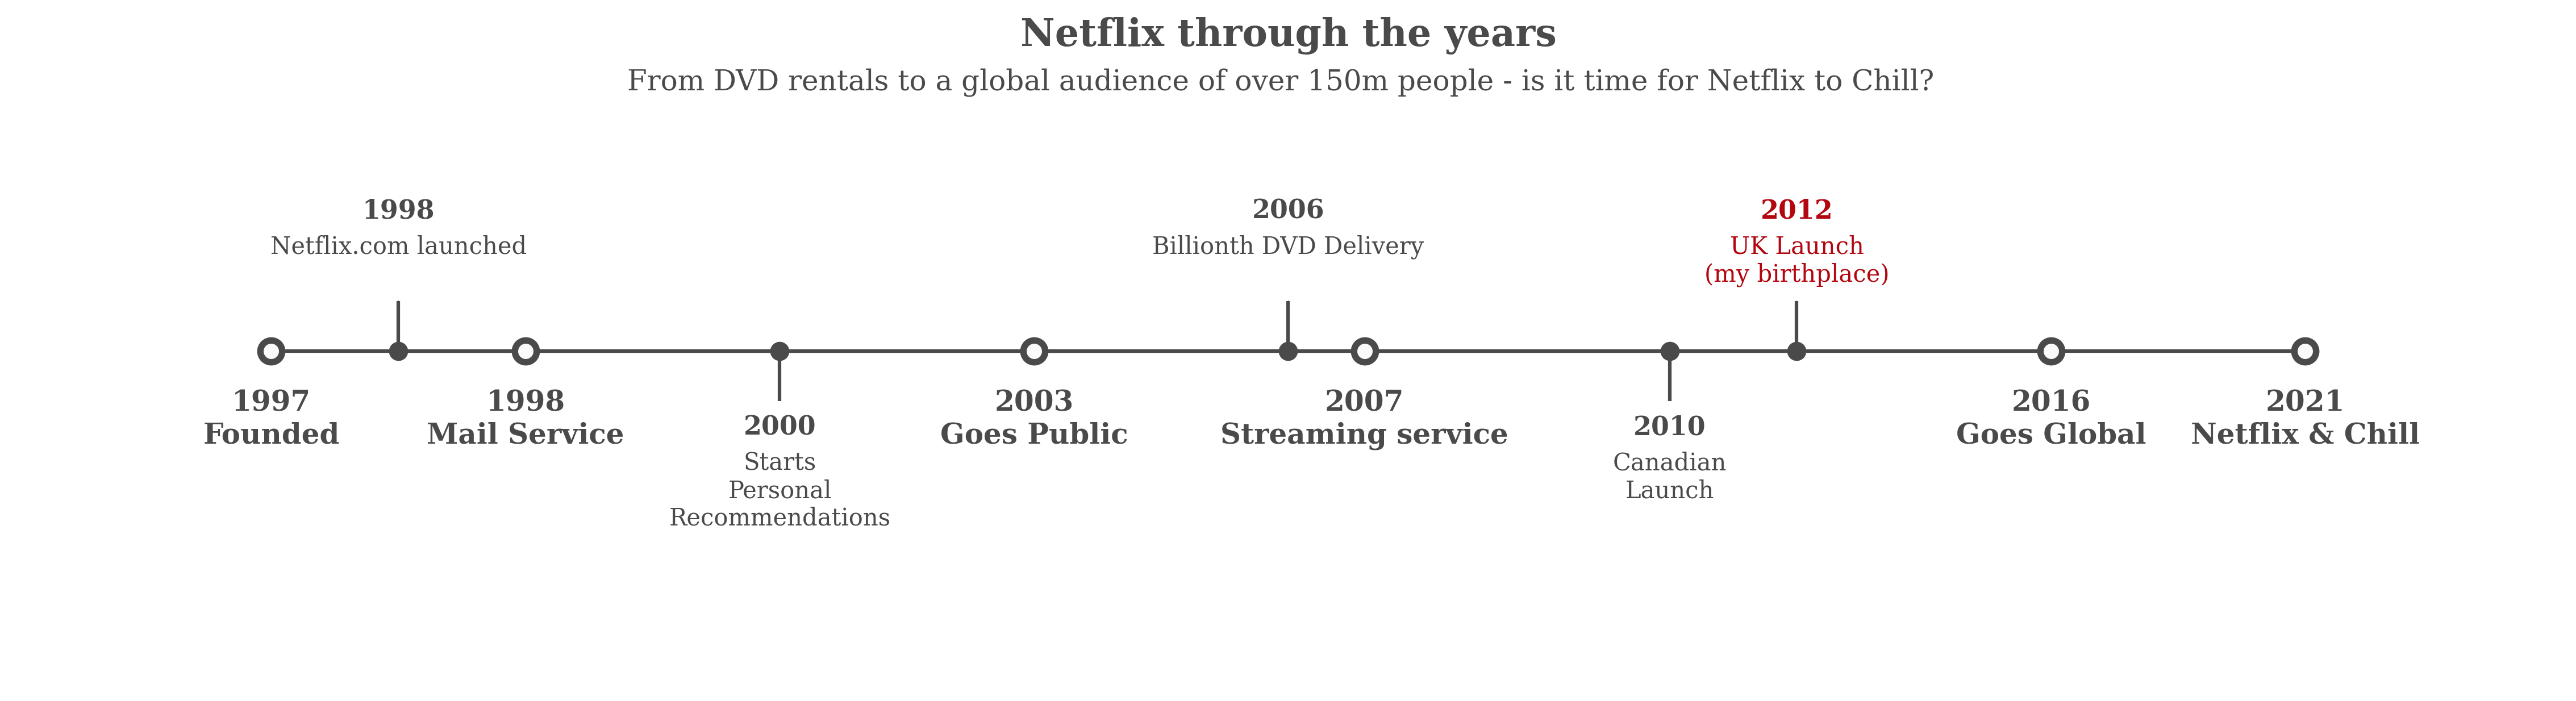 Netflix through the years
From DVD rentals to a global audience of over 150m people - is it time for Netflix to Chill?
1998
Netflix.com launched
2006
Billionth DVD Delivery
2012
UK Launch
(my birthplace)
1997
Founded
1998
Mail Service
2000
Starts
Personal
Recommendations
2003
Goes Public
2007
Streaming service
2010
Canadian
Launch
2016
Goes Global
2021
Netflix & Chill